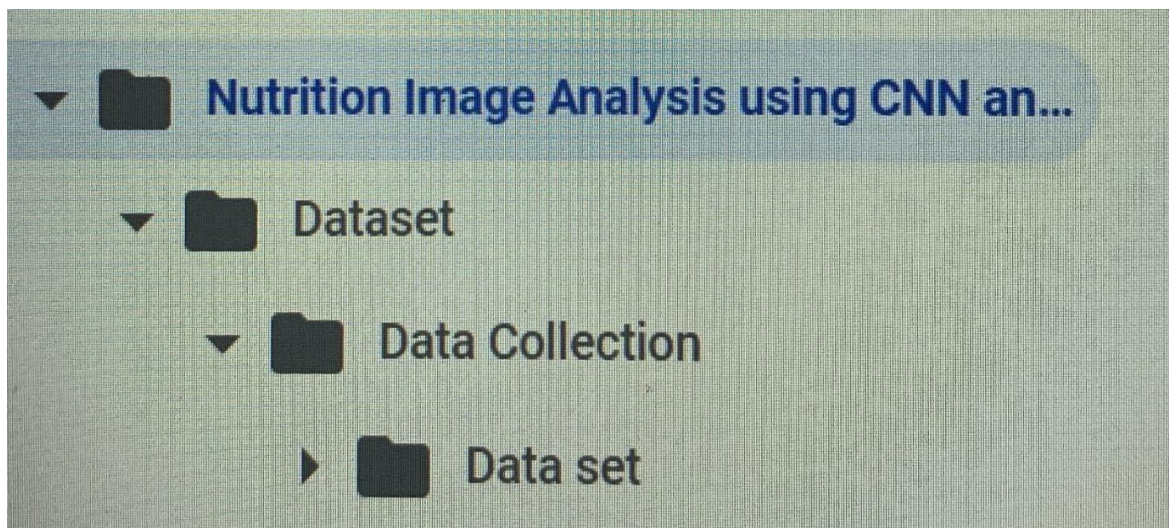 Nutrition Image Analysis using CNN an...
Dataset
Data Collection
Data set